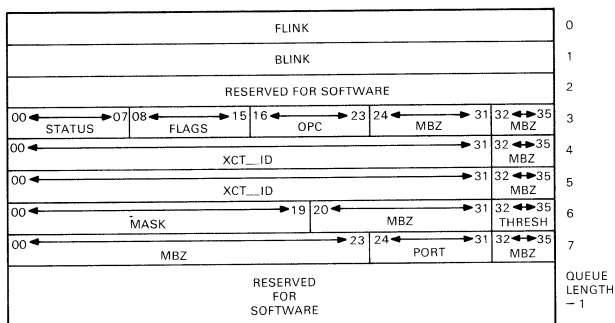 FLINK 0
BLINK 1
RESERVED FOR SOFTWARE 2
00 07 08 15 16 23 24 31 32 35 3
STATUS FLAGS OPC MBZ MBZ
00 31 32 35 4
XCT__ID MBZ
00 31 32 35 5
XCT__ID MBZ
00 19 20 31 32 35 6
MASK MBZ THRESH
00 23 24 31 32 35 7
MBZ PORT MBZ
RESERVED
FOR
SOFTWARE
QUEUE
LENGTH
– 1